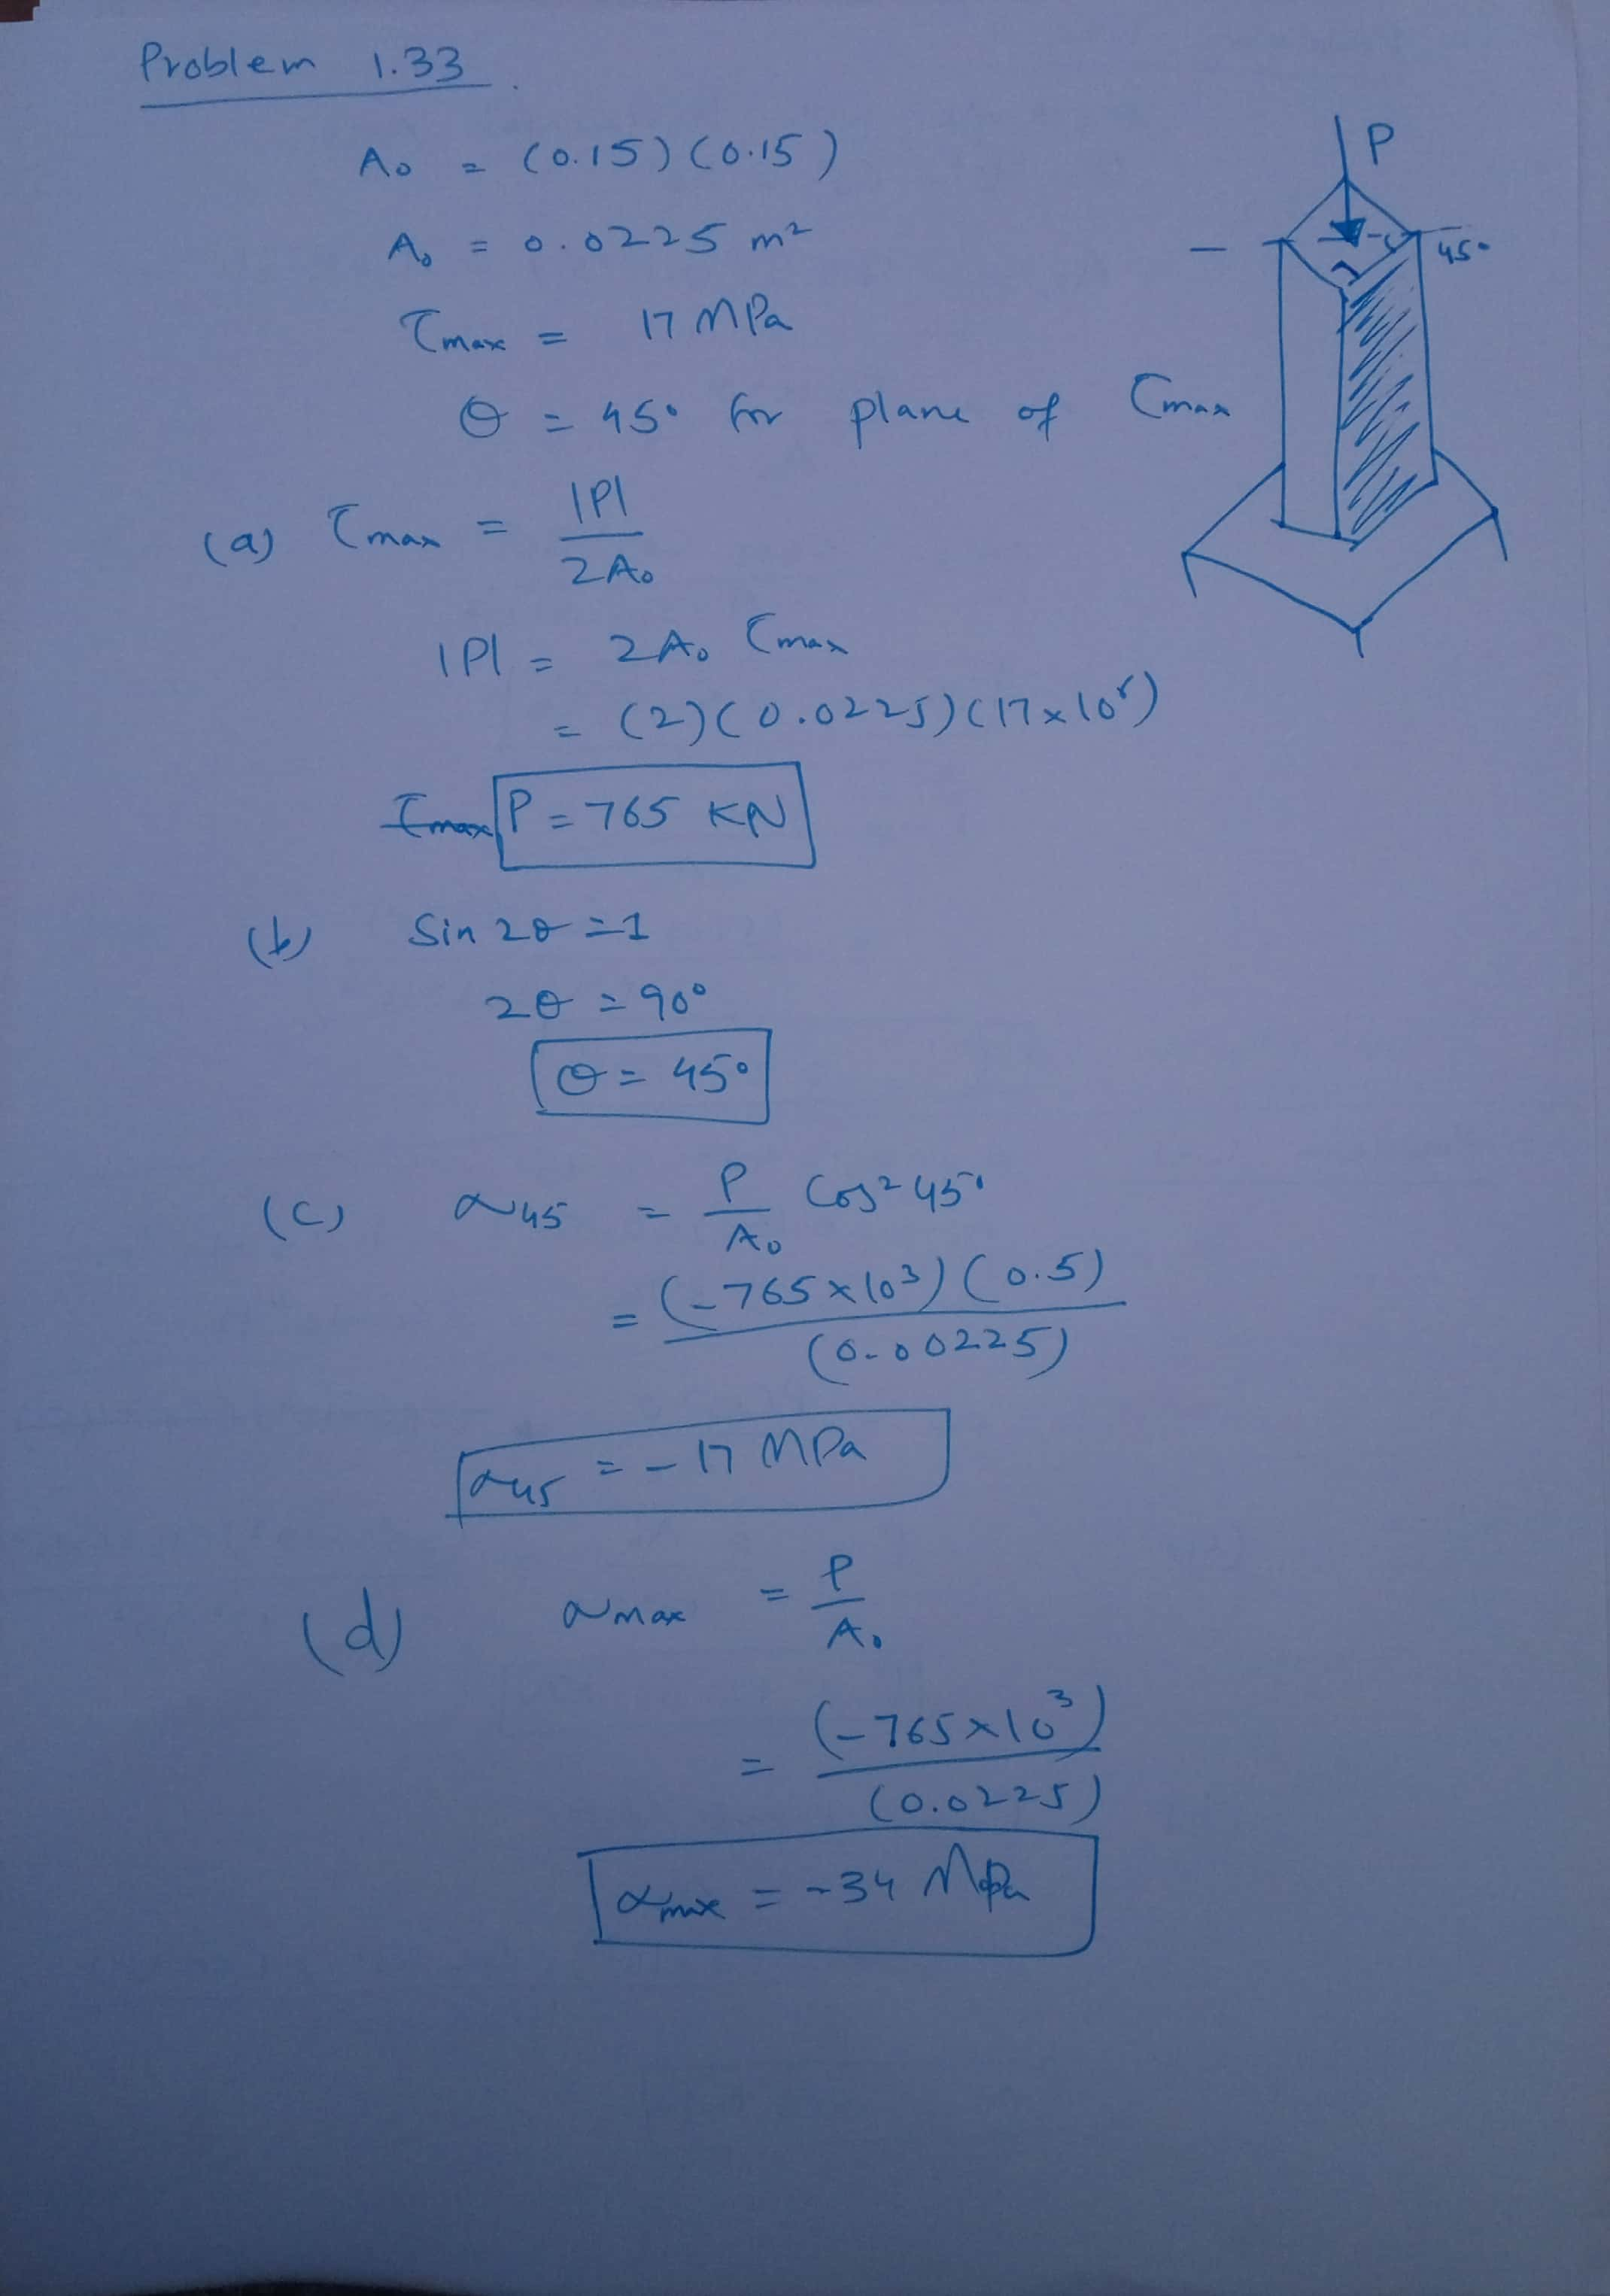 Problem 1.33
P
A₀ = (0.15)(0.15)
A₀ = 0.0225 m²
45°
τmax = 17 MPa
θ = 45° for plane of τmax
(a) τmax = |P| / 2A₀
|P| = 2A₀ τmax
= (2)(0.0225)(17×10⁶)
P = 765 KN
(b) Sin 2θ = 1
2θ = 90°
θ = 45°
(c) σ45 = P / A₀ Cos² 45°
= (-765×10³)(0.5) / (0.00225)
σ45 = -17 MPa
(d) σmax = P / A₀
= (-765×10³) / (0.0225)
σmax = -34 MPa